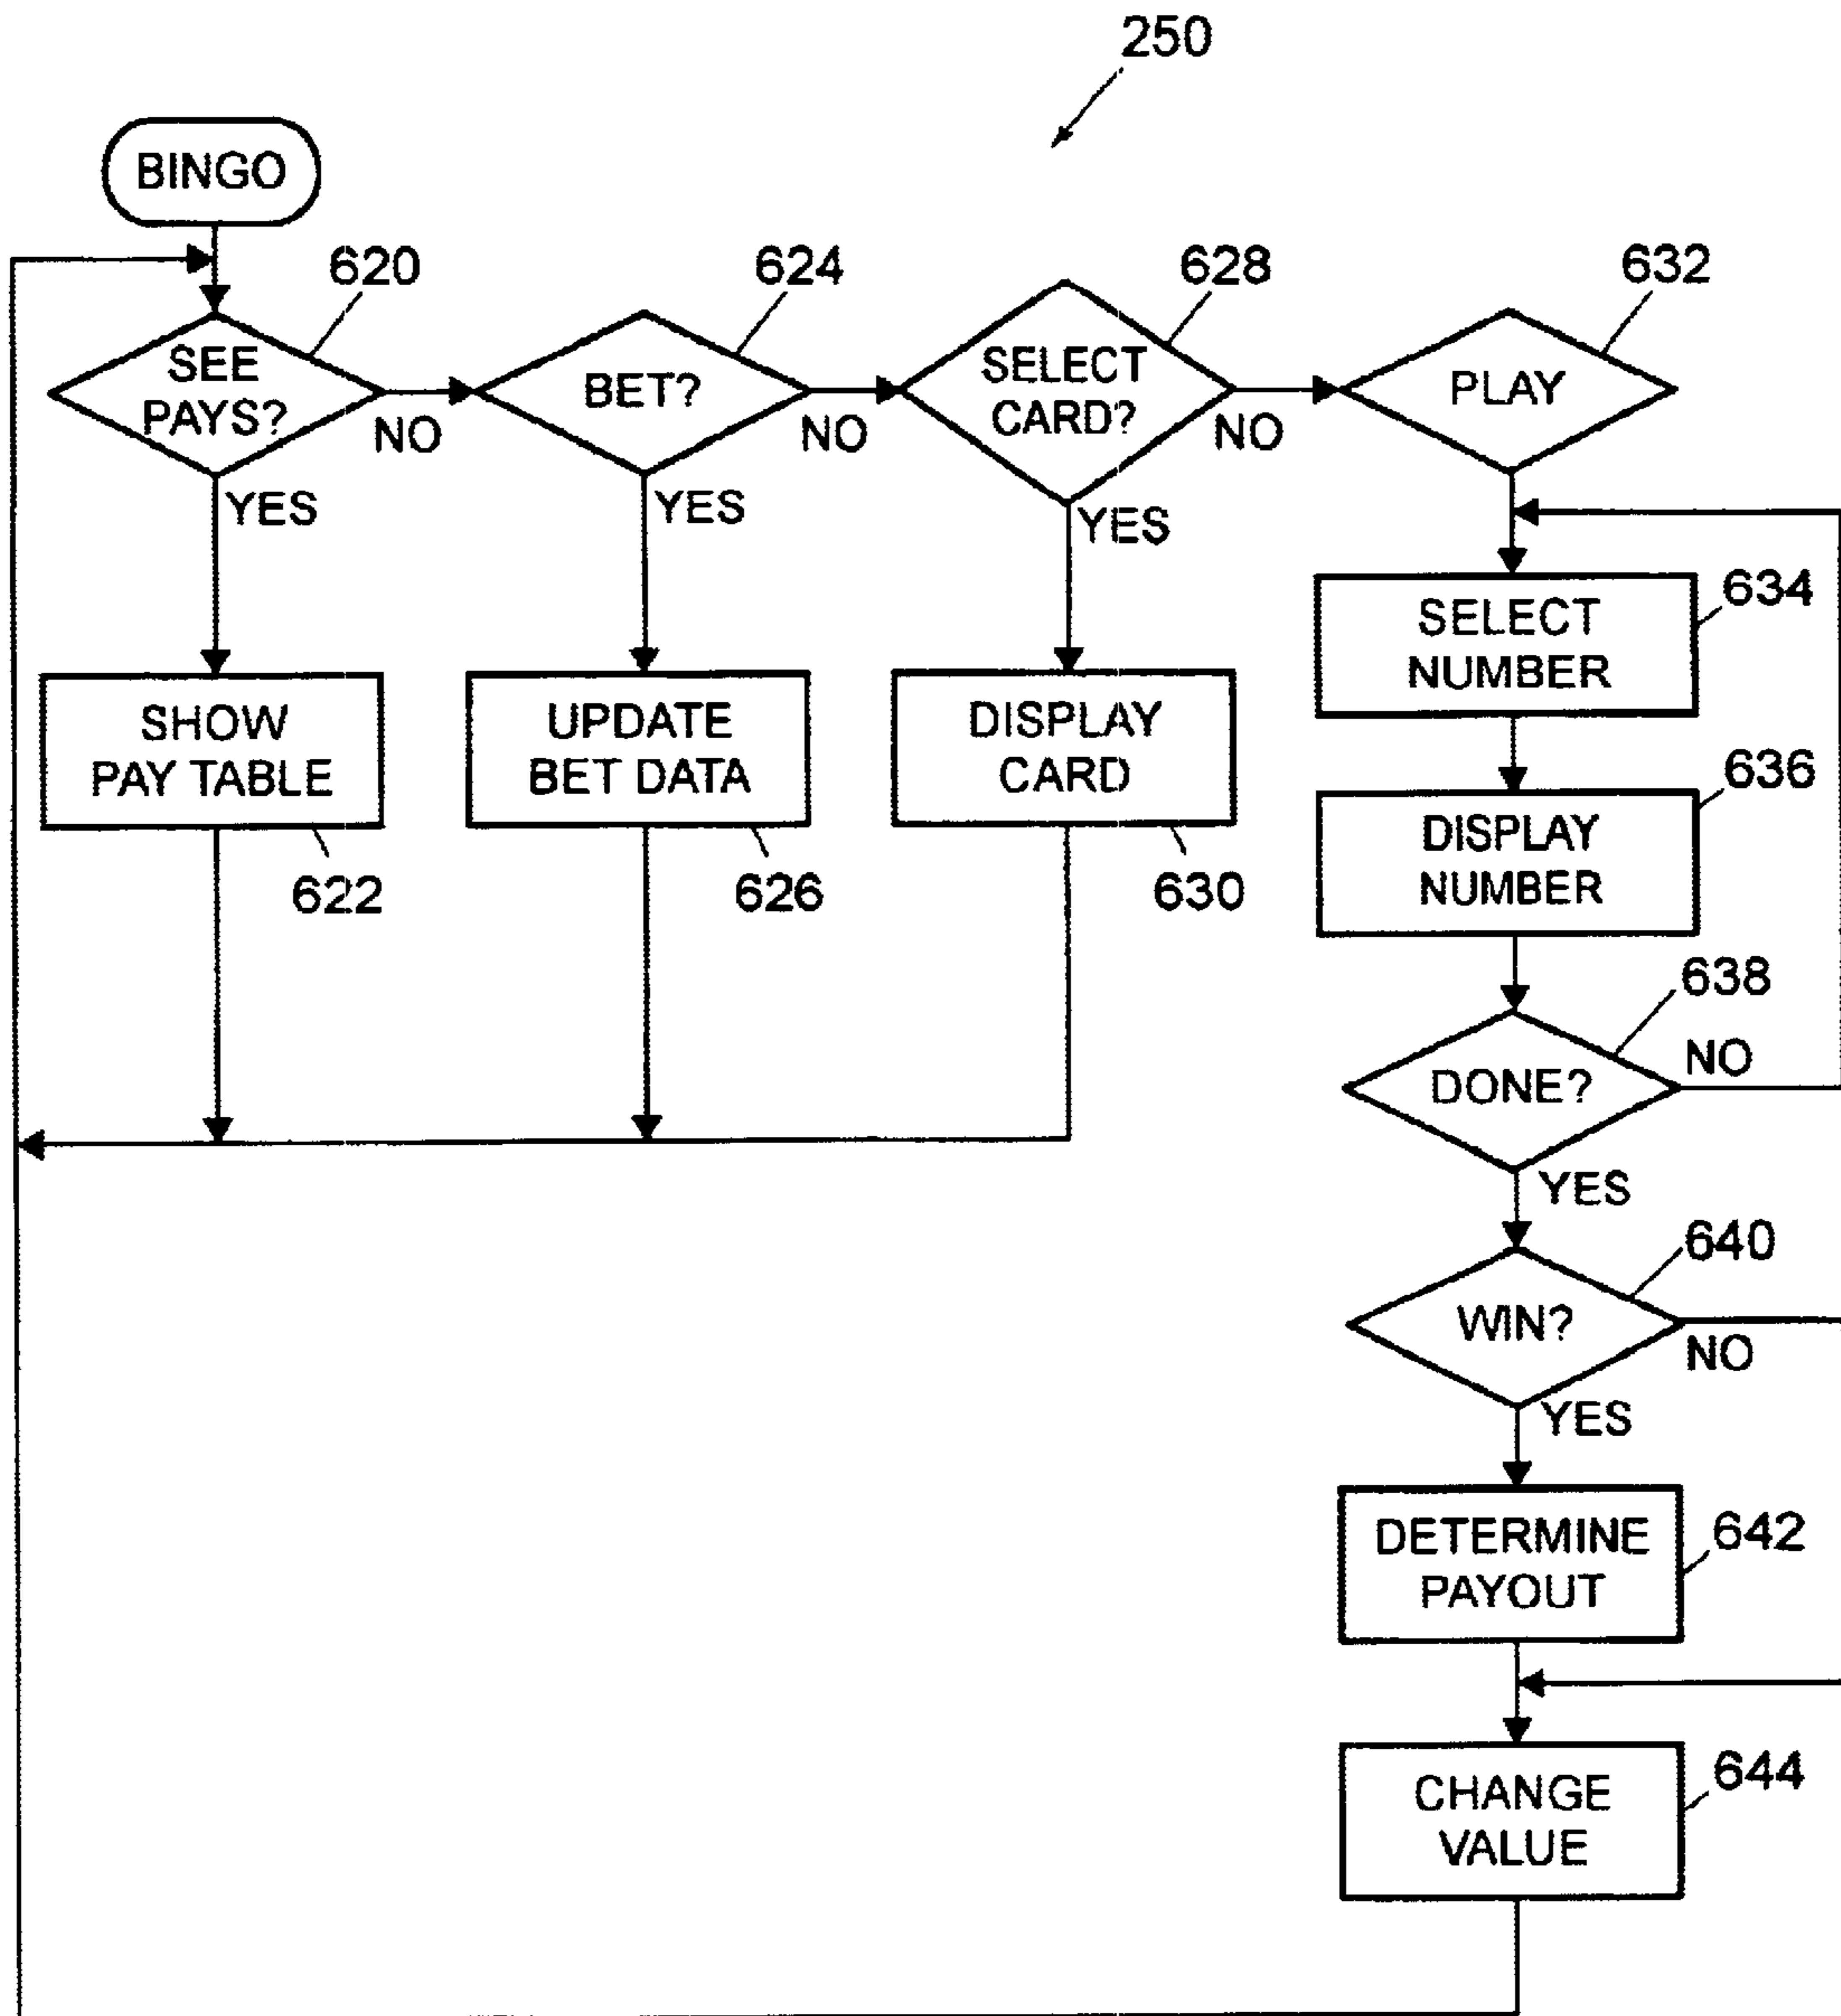 250
BINGO
620
624
628
632
SEE
PAYS?
NO
YES
BET?
NO
YES
SELECT
CARD?
NO
YES
PLAY
SHOW
PAY TABLE
622
UPDATE
BET DATA
626
DISPLAY
CARD
630
SELECT
NUMBER
634
DISPLAY
NUMBER
636
638
DONE?
NO
YES
640
WIN?
NO
YES
DETERMINE
PAYOUT
642
CHANGE
VALUE
644